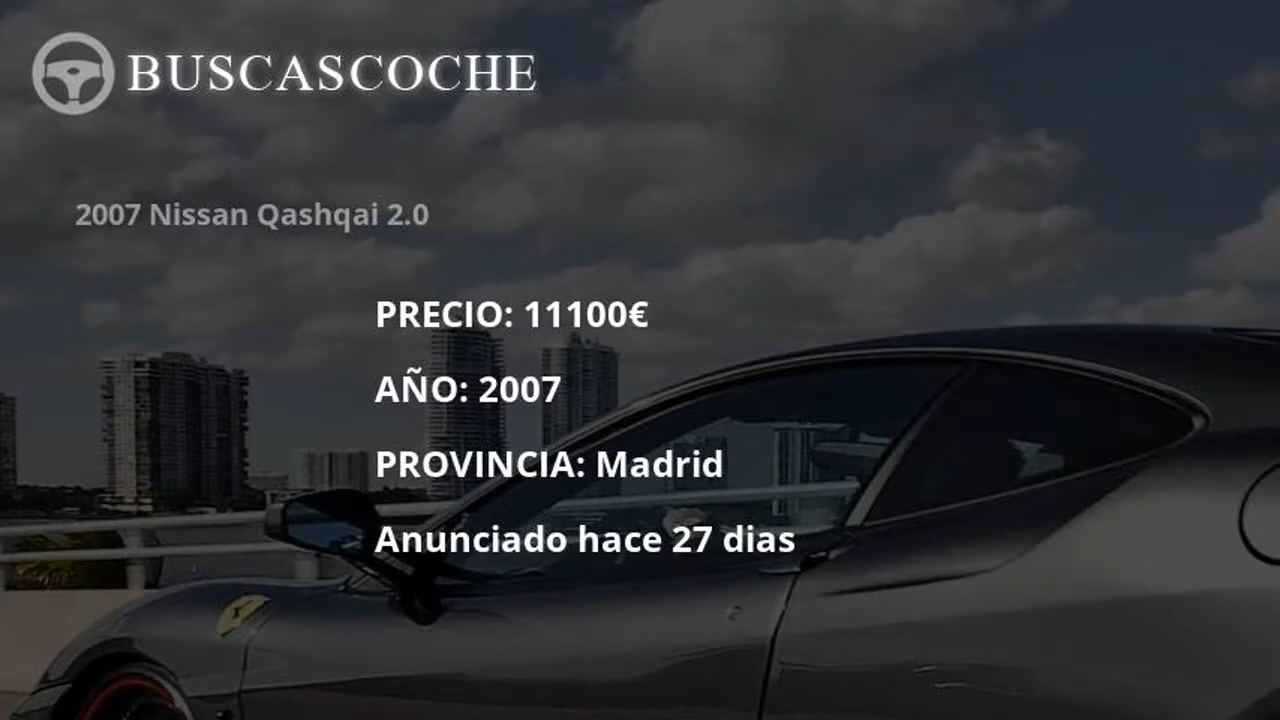 BUSCASCOCHE
2007 Nissan Qashqai 2.0
PRECIO: 11100€
AÑO: 2007
PROVINCIA: Madrid
Anunciado hace 27 dias